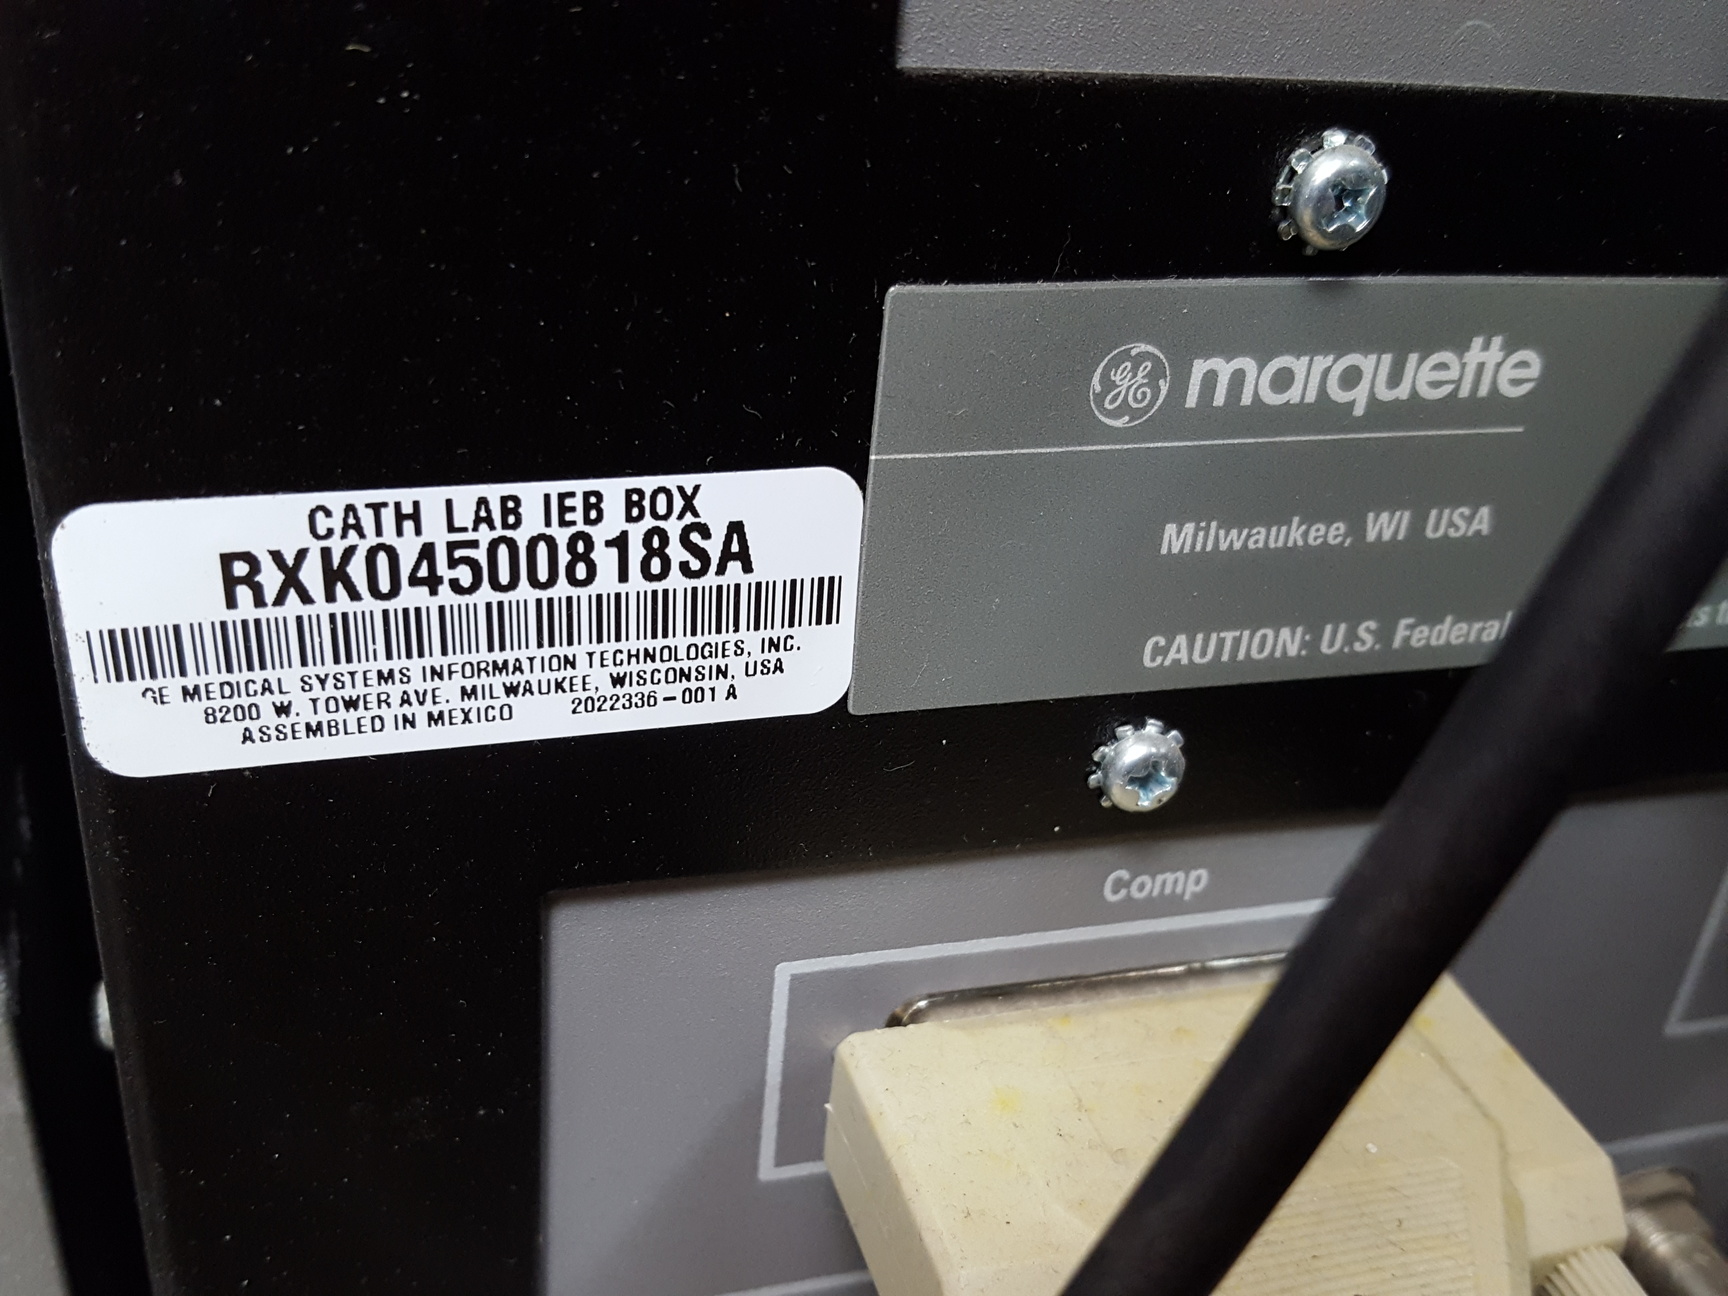 CATH LAB IEB BOX
RXK04500818SA
GE MEDICAL SYSTEMS INFORMATION TECHNOLOGIES, INC.
8200 W. TOWER AVE. MILWAUKEE, WISCONSIN, USA
ASSEMBLED IN MEXICO 2022336-001 A
GE marquette
Milwaukee, WI USA
CAUTION: U.S. Federal
Comp